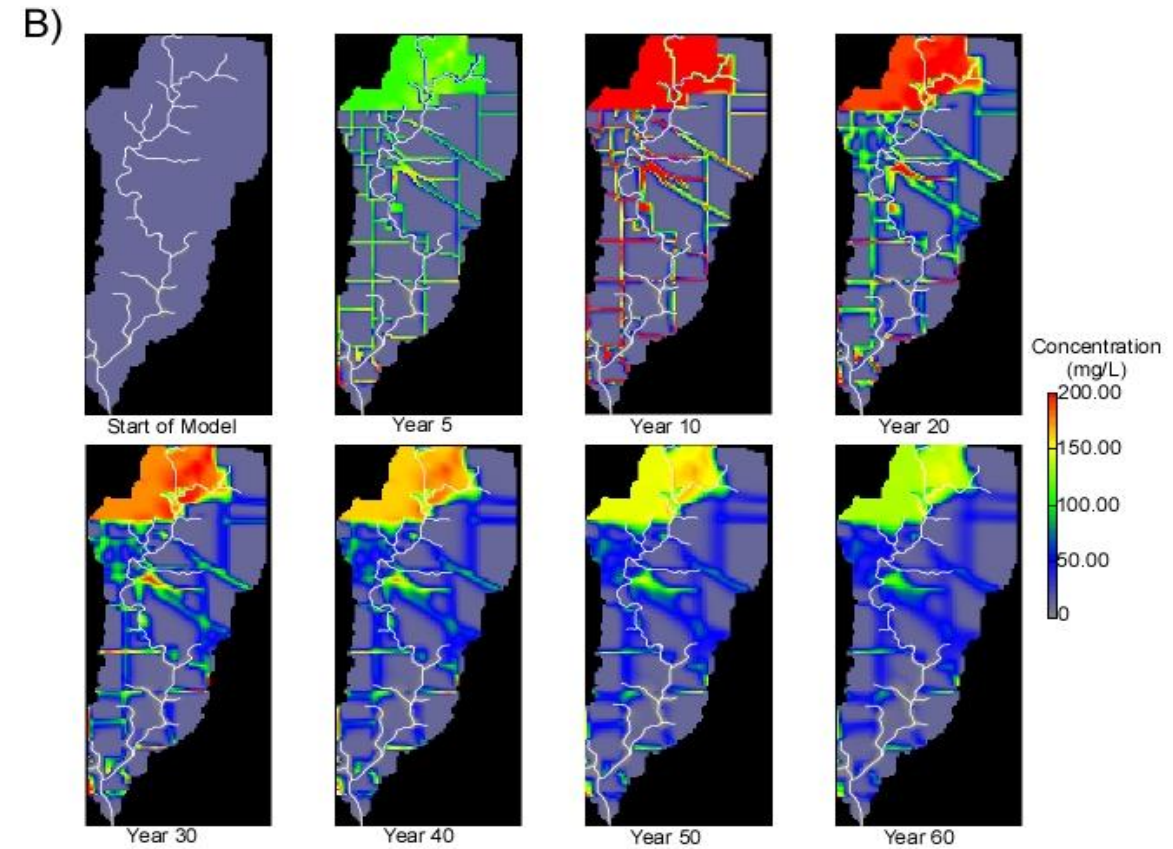 B)
Start of Model
Year 5
Year 10
Year 20
Concentration
(mg/L)
200.00
150.00
100.00
50.00
0
Year 30
Year 40
Year 50
Year 60